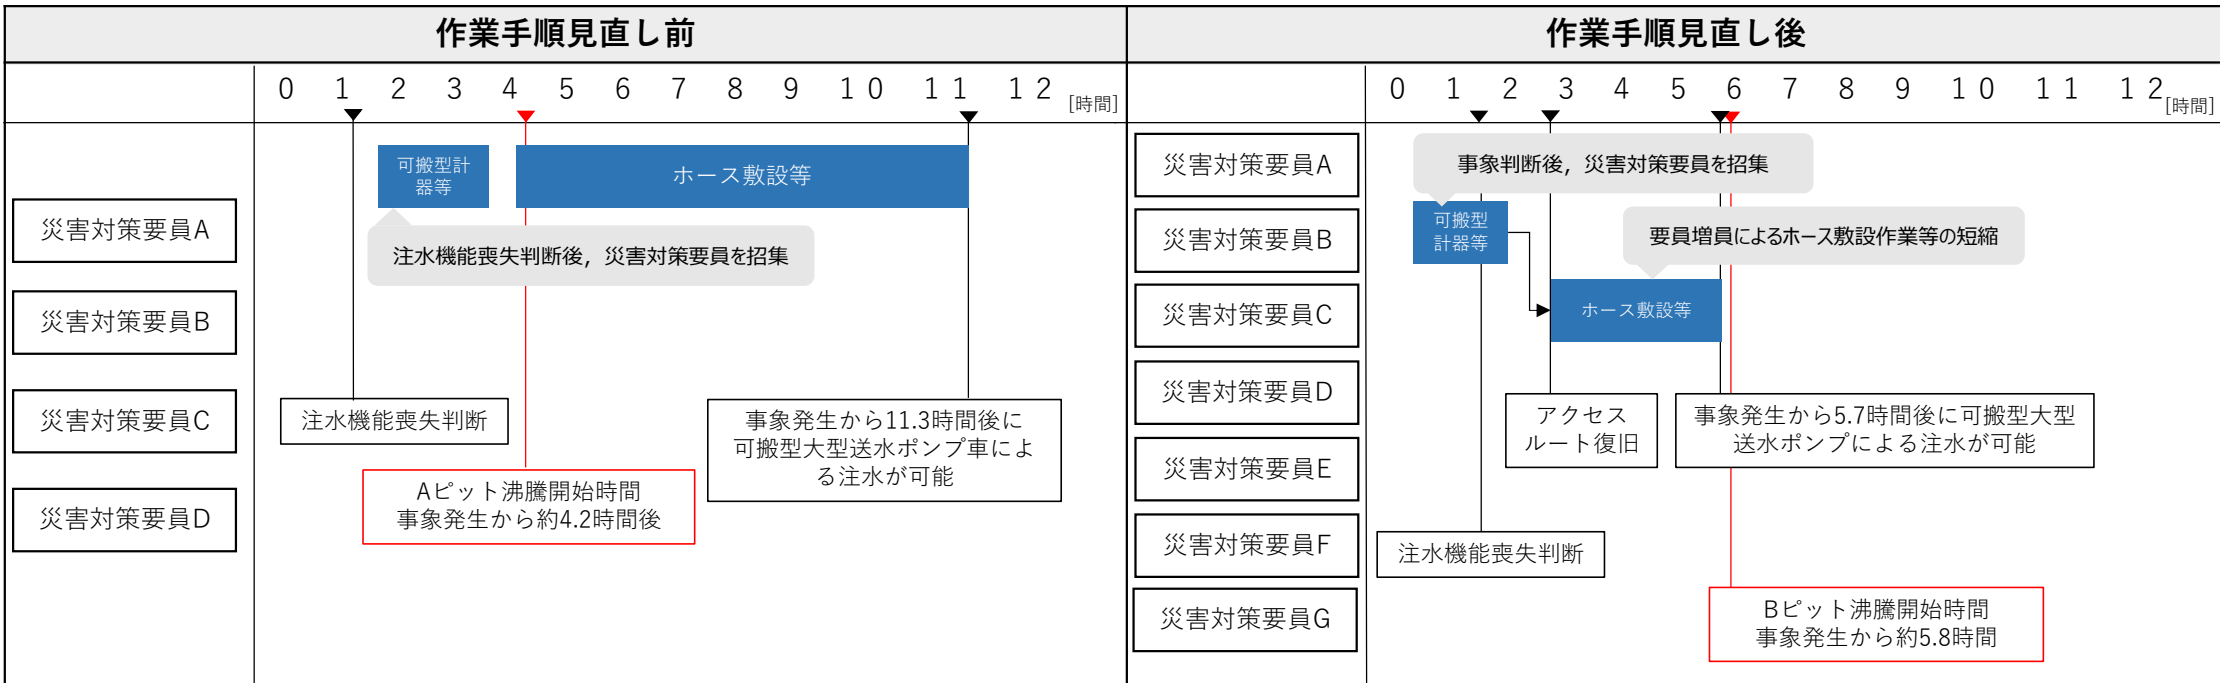 作業手順見直し前
0 1 2 3 4 5 6 7 8 9 10 11 12 [時間]
可搬型計
器等
ホース敷設等
災害対策要員A
注水機能喪失判断後，災害対策要員を招集
災害対策要員B
災害対策要員C
注水機能喪失判断
事象発生から11.3時間後に
可搬型大型送水ポンプ車によ
る注水が可能
Aピット沸騰開始時間
事象発生から約4.2時間後
災害対策要員D
作業手順見直し後
0 1 2 3 4 5 6 7 8 9 10 11 12 [時間]
災害対策要員A
事象判断後，災害対策要員を招集
災害対策要員B
可搬型
計器等
要員増員によるホース敷設作業等の短縮
災害対策要員C
ホース敷設等
災害対策要員D
アクセス
ルート復旧
事象発生から5.7時間後に可搬型大型
送水ポンプによる注水が可能
災害対策要員E
災害対策要員F
注水機能喪失判断
災害対策要員G
Bピット沸騰開始時間
事象発生から約5.8時間